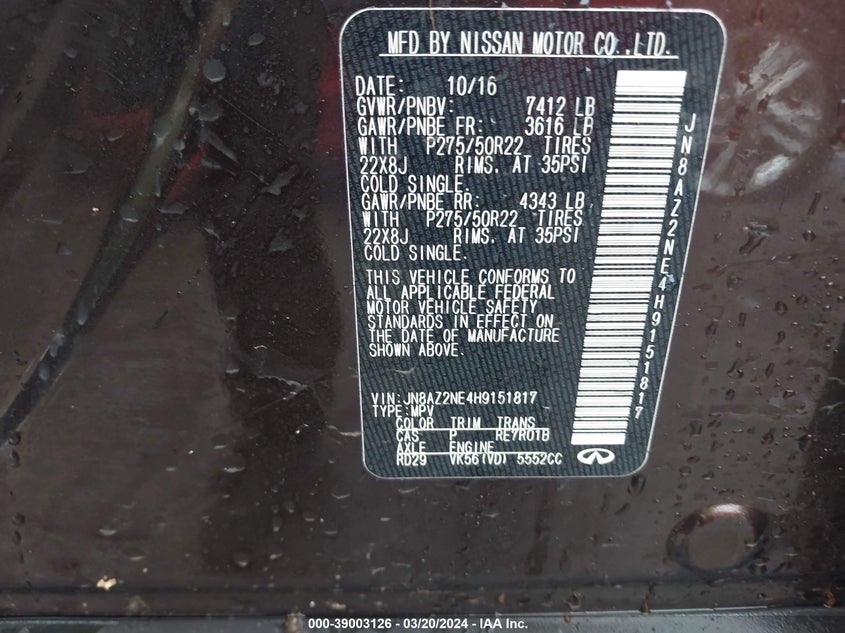 MFD BY NISSAN MOTOR CO.,LTD.
DATE: 10/16
GVWR/PNBV: 7412 LB
GAWR/PNBE FR: 3616 LB
WITH P275/50R22 TIRES
22X8J RIMS. AT 35PSI
COLD SINGLE.
GAWR/PNBE RR: 4343 LB
WITH P275/50R22 TIRES
22X8J RIMS. AT 35PSI
COLD SINGLE.
THIS VEHICLE CONFORMS TO
ALL APPLICABLE FEDERAL
MOTOR VEHICLE SAFETY
STANDARDS IN EFFECT ON
THE DATE OF MANUFACTURE
SHOWN ABOVE.
VIN:JN8AZ2NE4H9151817
TYPE:MPV
COLOR TRIM TRANS
CAS P RE7R01B
AXLE ENGINE
RD29 VK56(VD) 5552CC
JN8AZ2NE4H9151817
000-39003126 - 03/20/2024 - IAA Inc.